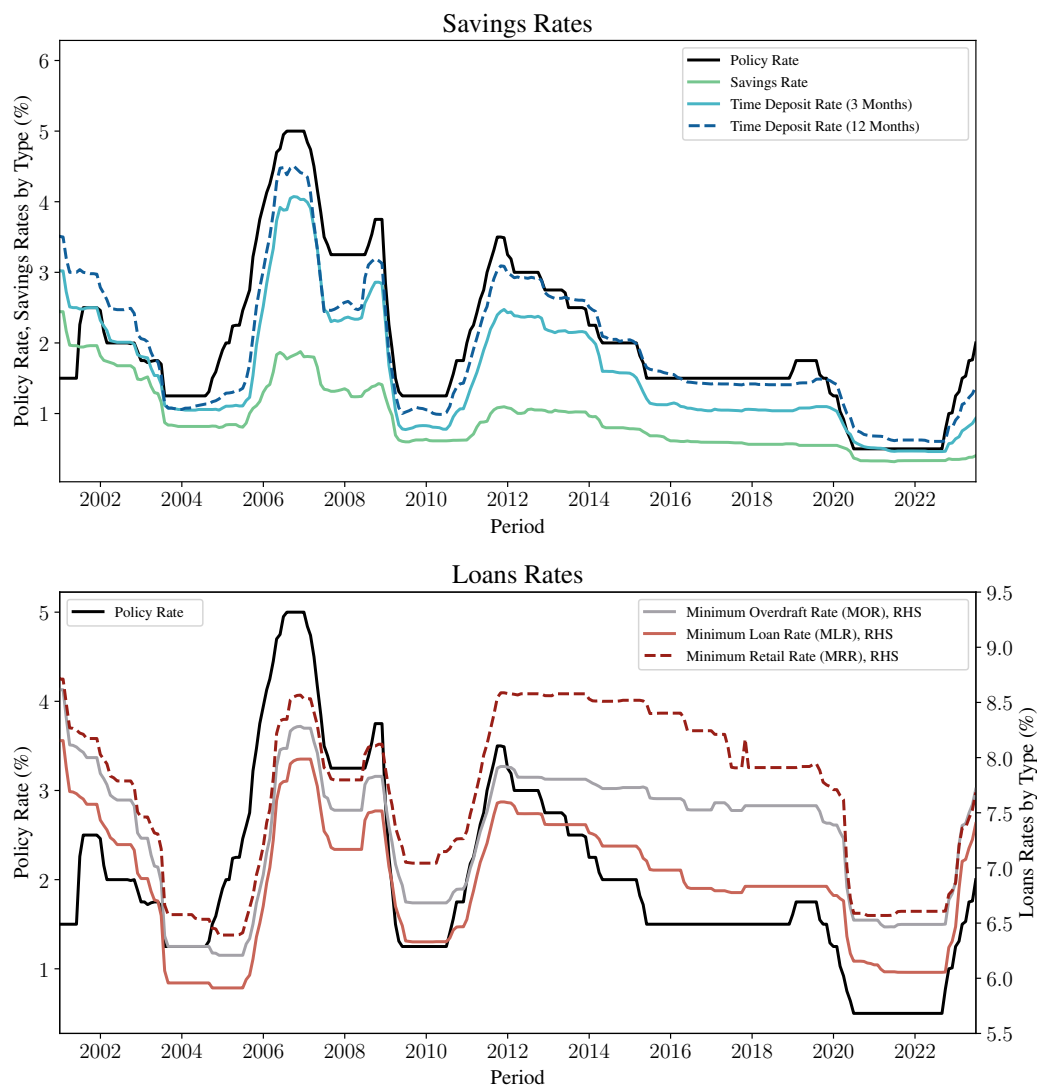 Savings Rates
Policy Rate, Savings Rates by Type (%)
6
5
4
3
2
1
Policy Rate
Savings Rate
Time Deposit Rate (3 Months)
Time Deposit Rate (12 Months)
2002 2004 2006 2008 2010 2012 2014 2016 2018 2020 2022
Period
Loans Rates
Policy Rate (%)
5
4
3
2
1
Policy Rate
Minimum Overdraft Rate (MOR), RHS
Minimum Loan Rate (MLR), RHS
Minimum Retail Rate (MRR), RHS
9.5
9.0
8.5
8.0
7.5
7.0
6.5
6.0
5.5
Loans Rates by Type (%)
2002 2004 2006 2008 2010 2012 2014 2016 2018 2020 2022
Period